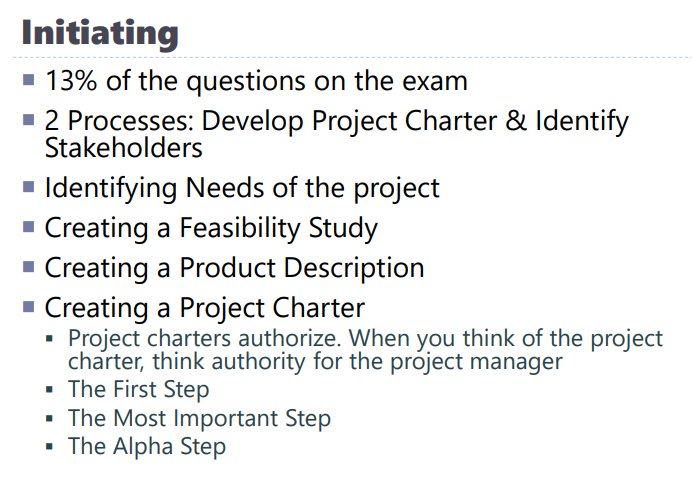 Initiating
13% of the questions on the exam
2 Processes: Develop Project Charter & Identify
Stakeholders
Identifying Needs of the project
Creating a Feasibility Study
Creating a Product Description
Creating a Project Charter
Project charters authorize. When you think of the project
charter, think authority for the project manager
The First Step
The Most Important Step
The Alpha Step